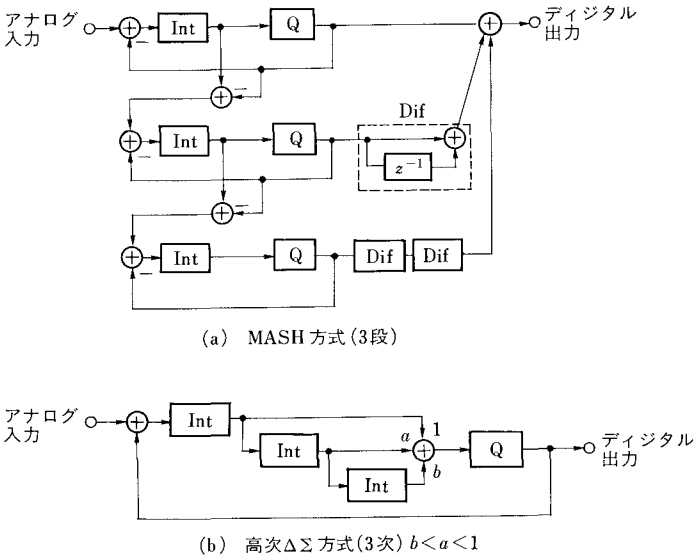 アナログ
入力
Int
Q
ディジタル
出力
−
−
Dif
Int
Q
z⁻¹
−
−
Int
Q
Dif
Dif
−
(a) MASH 方式(3段)
アナログ
入力
Int
1
a
Int
Q
ディジタル
出力
b
Int
(b) 高次ΔΣ方式(3次) b<a<1